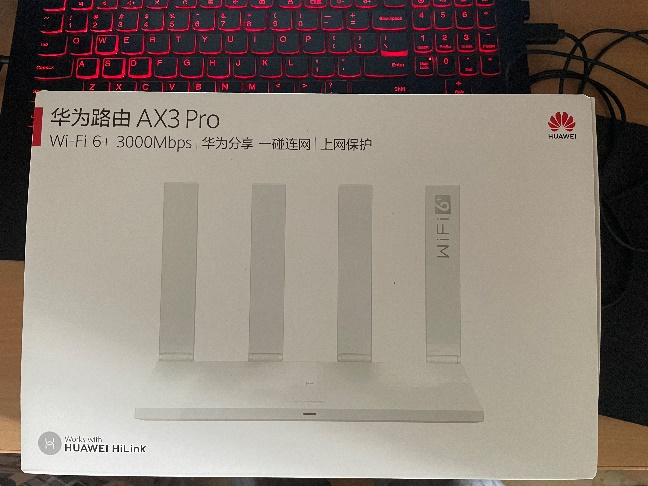 华为路由 AX3 Pro
Wi-Fi 6+ 3000Mbps | 华为分享 一碰连网 | 上网保护
HUAWEI
WiFi 6+
Works with
HUAWEI HiLink